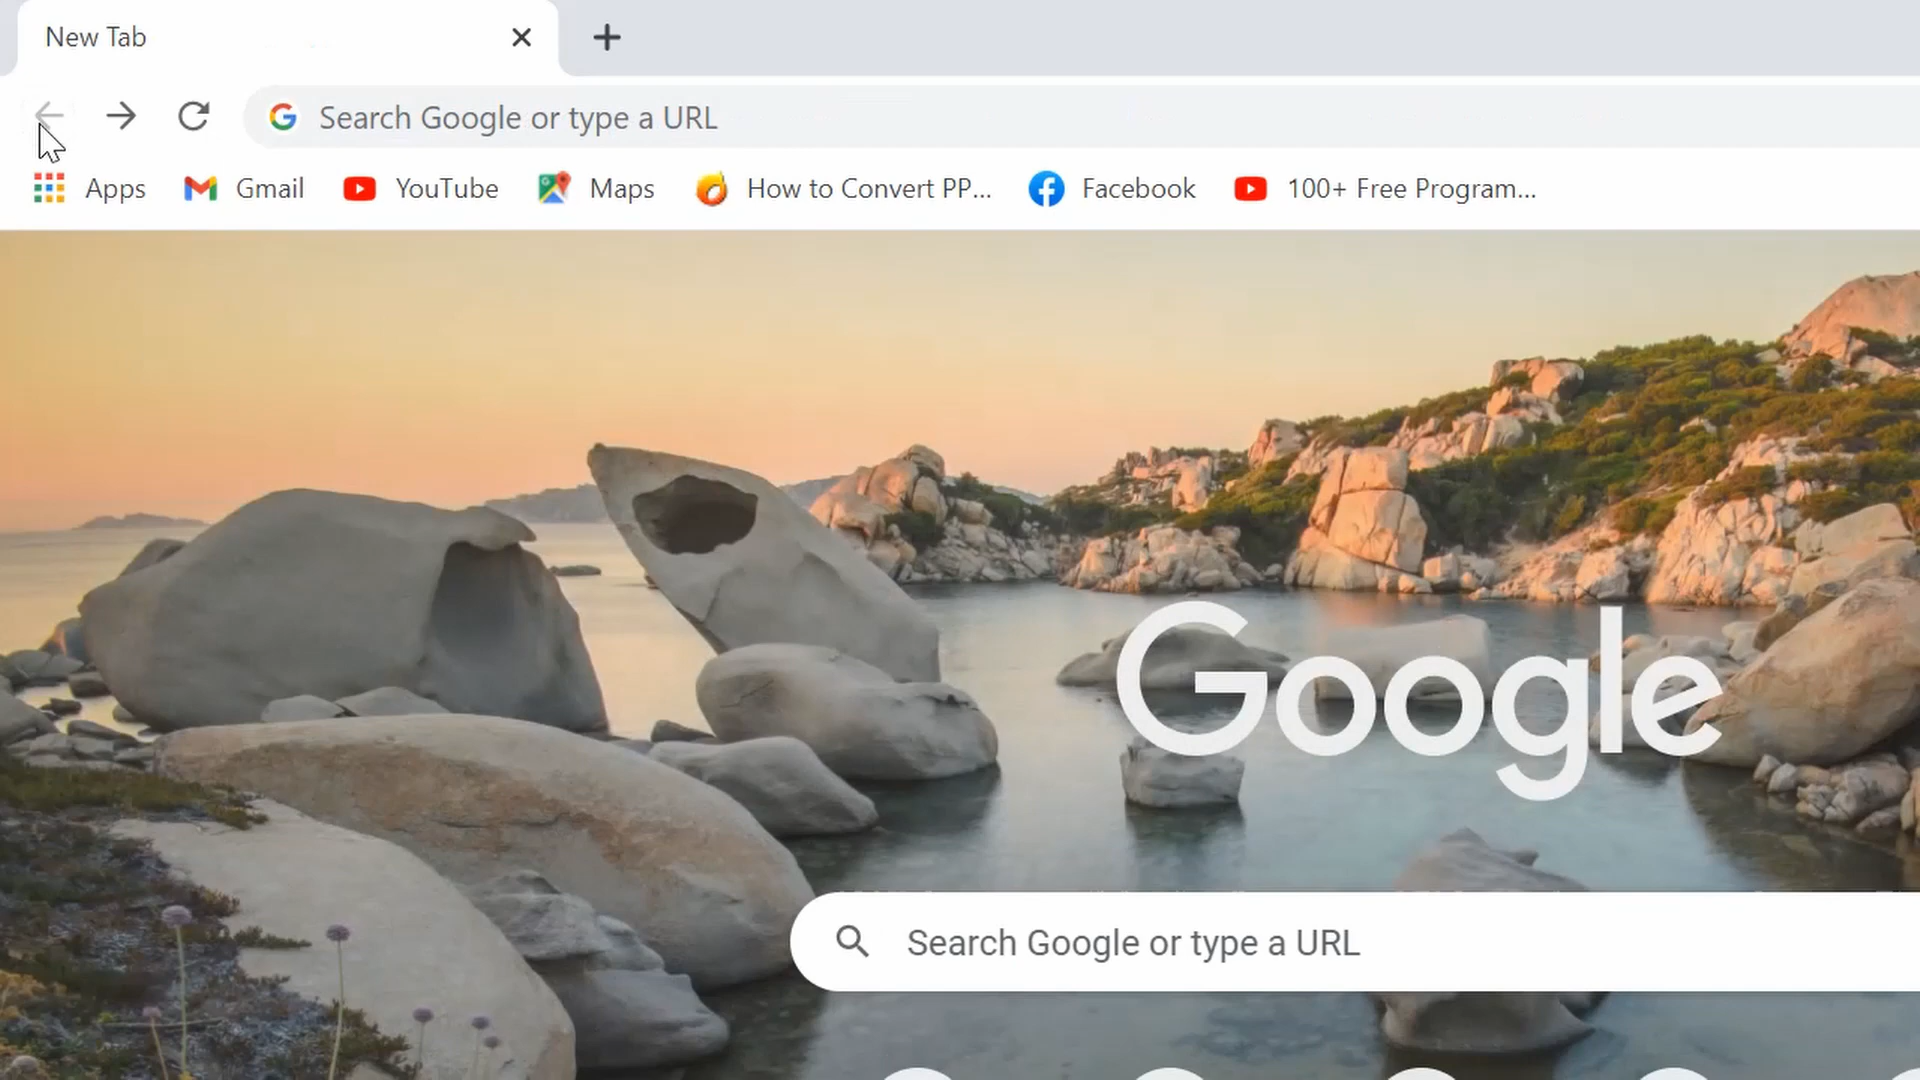 New Tab
Search Google or type a URL
Apps Gmail YouTube Maps How to Convert PP... Facebook 100+ Free Program...
Google
Search Google or type a URL